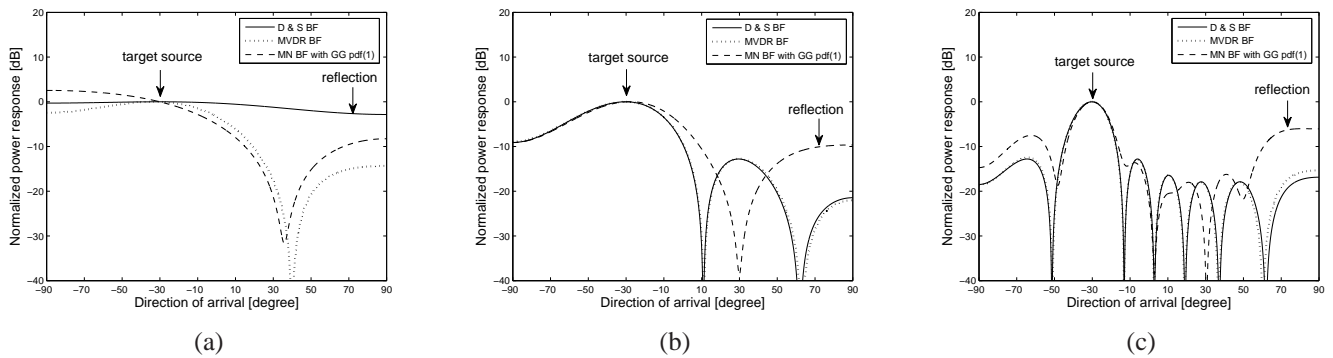 20
10
0
−10
−20
−30
−40
Normalized power response [dB]
D & S BF
MVDR BF
MN BF with GG pdf(1)
target source
reflection
−90 −70 −50 −30 −10 10 30 50 70 90
Direction of arrival [degree]
(a)
20
10
0
−10
−20
−30
−40
Normalized power response [dB]
D & S BF
MVDR BF
MN BF with GG pdf(1)
target source
reflection
−90 −70 −50 −30 −10 10 30 50 70 90
Direction of arrival [degree]
(b)
20
10
0
−10
−20
−30
−40
Normalized power response [dB]
D & S BF
MVDR BF
MN BF with GG pdf(1)
target source
reflection
−90 −70 −50 −30 −10 10 30 50 70 90
Direction of arrival [degree]
(c)